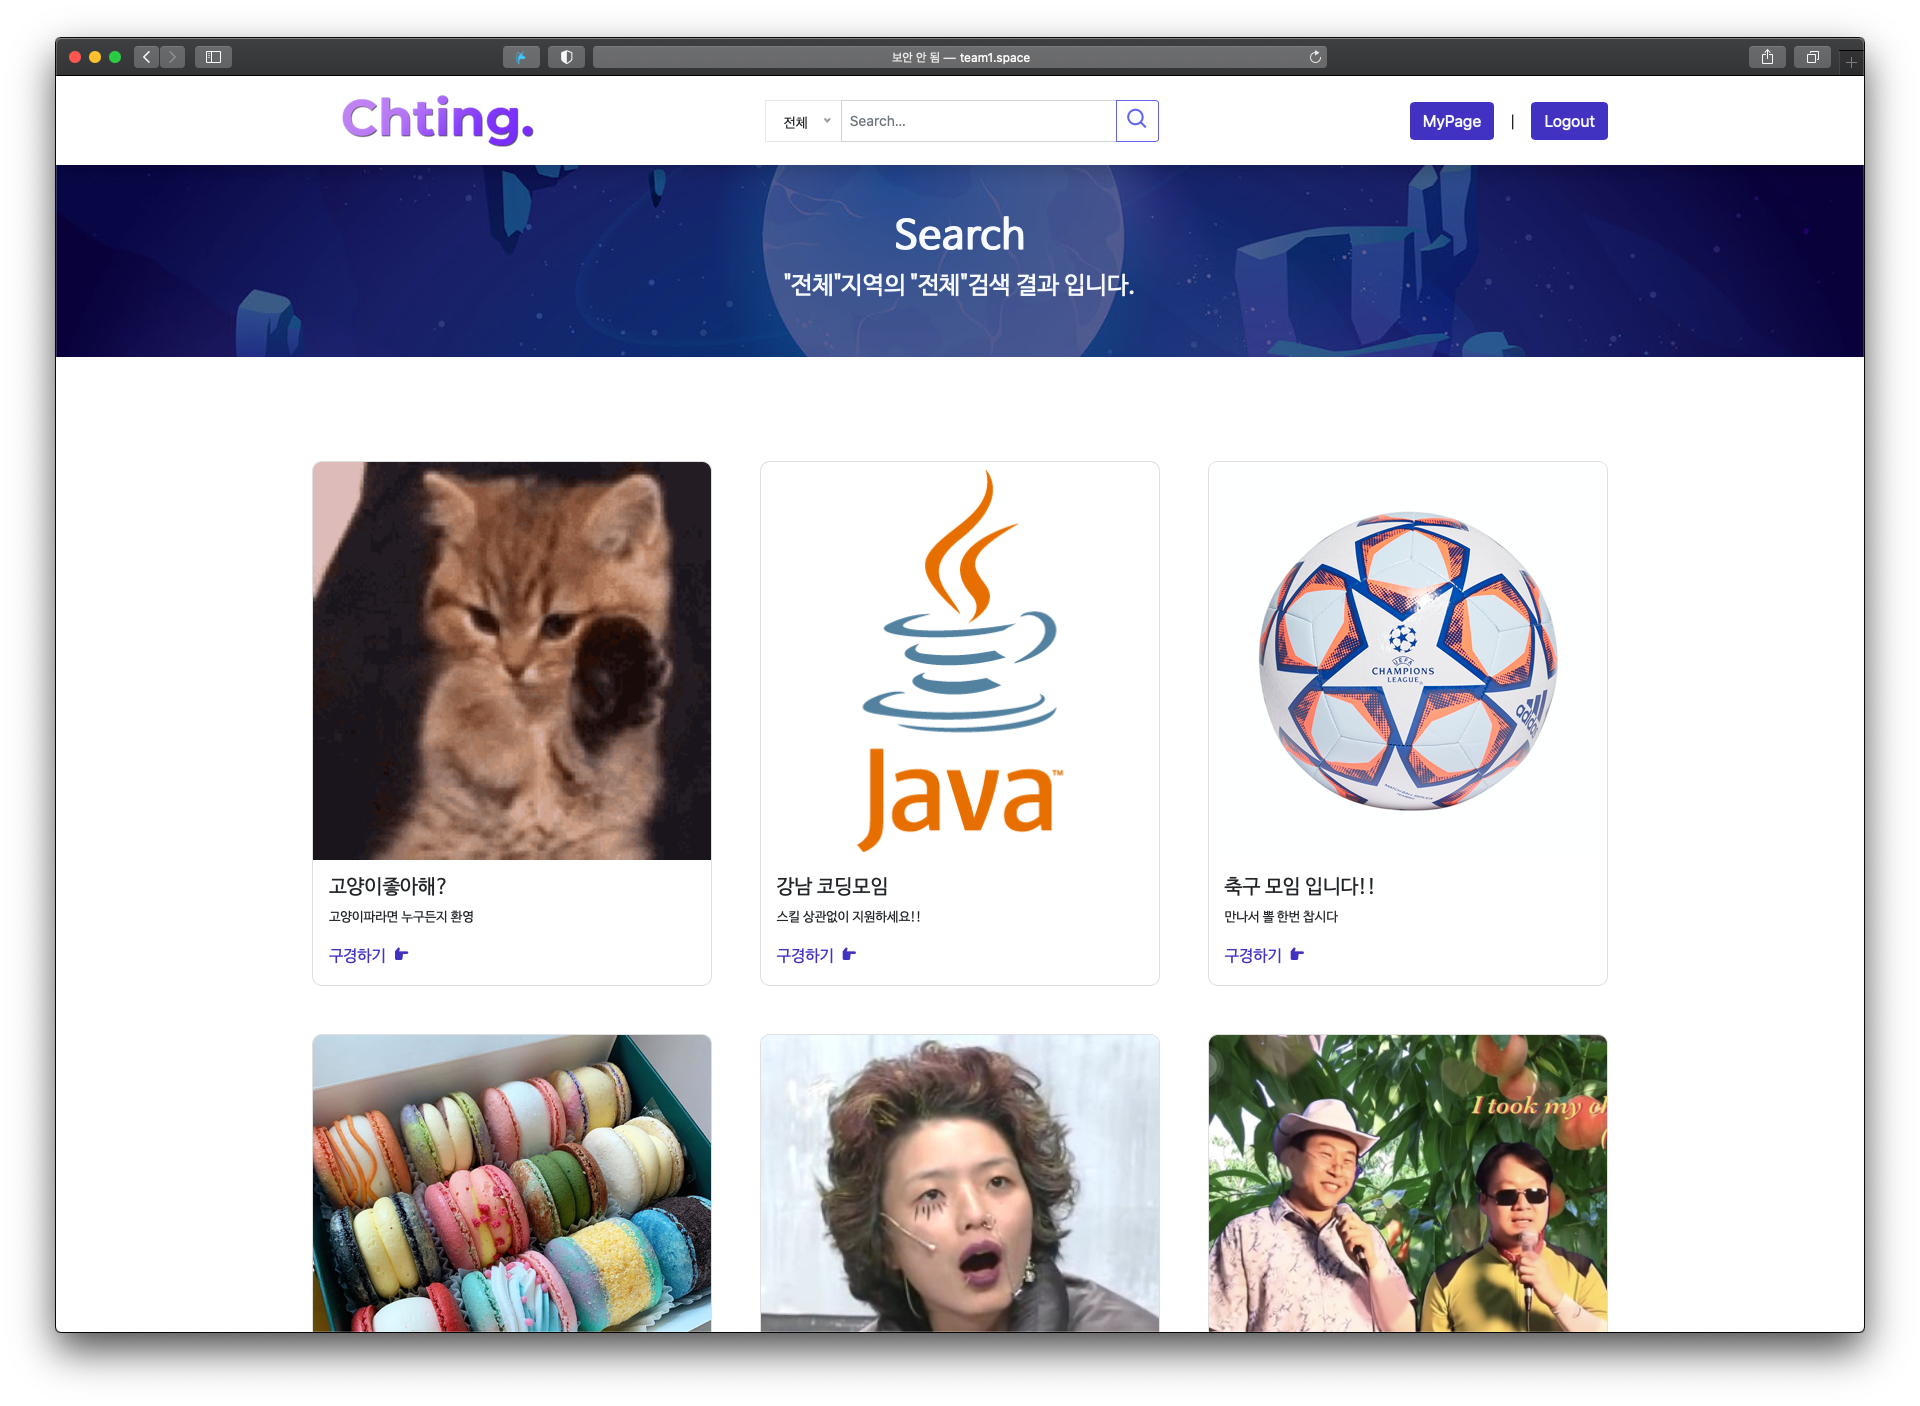 보안 안 됨 — team1.space
Chting.
전체
Search...
MyPage | Logout
Search
"전체"지역의 "전체"검색 결과 입니다.
Java™
UEFA
CHAMPIONS
LEAGUE
adidas
고양이좋아해?
고양이파라면 누구든지 환영
구경하기
강남 코딩모임
스킬 상관없이 지원하세요!!
구경하기
축구 모임 입니다!!
만나서 뽈 한번 찹시다
구경하기
I took my